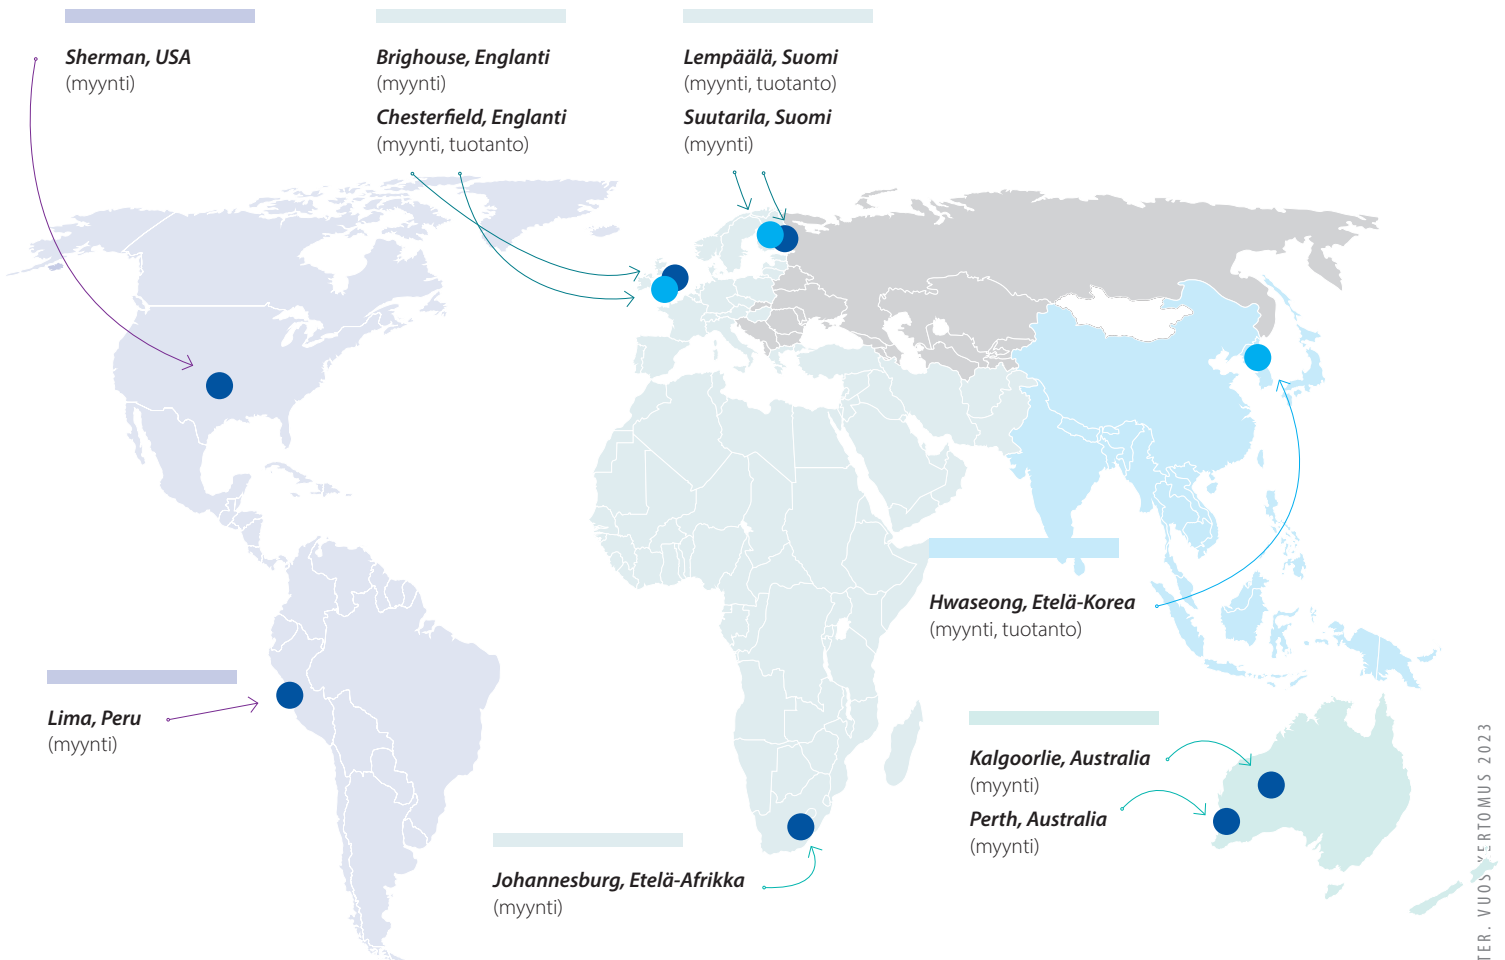 Sherman, USA
(myynti)
Brighouse, Englanti
(myynti)
Chesterfield, Englanti
(myynti, tuotanto)
Lempäälä, Suomi
(myynti, tuotanto)
Suutarila, Suomi
(myynti)
Hwaseong, Etelä-Korea
(myynti, tuotanto)
Lima, Peru
(myynti)
Kalgoorlie, Australia
(myynti)
Perth, Australia
(myynti)
Johannesburg, Etelä-Afrikka
(myynti)
2023